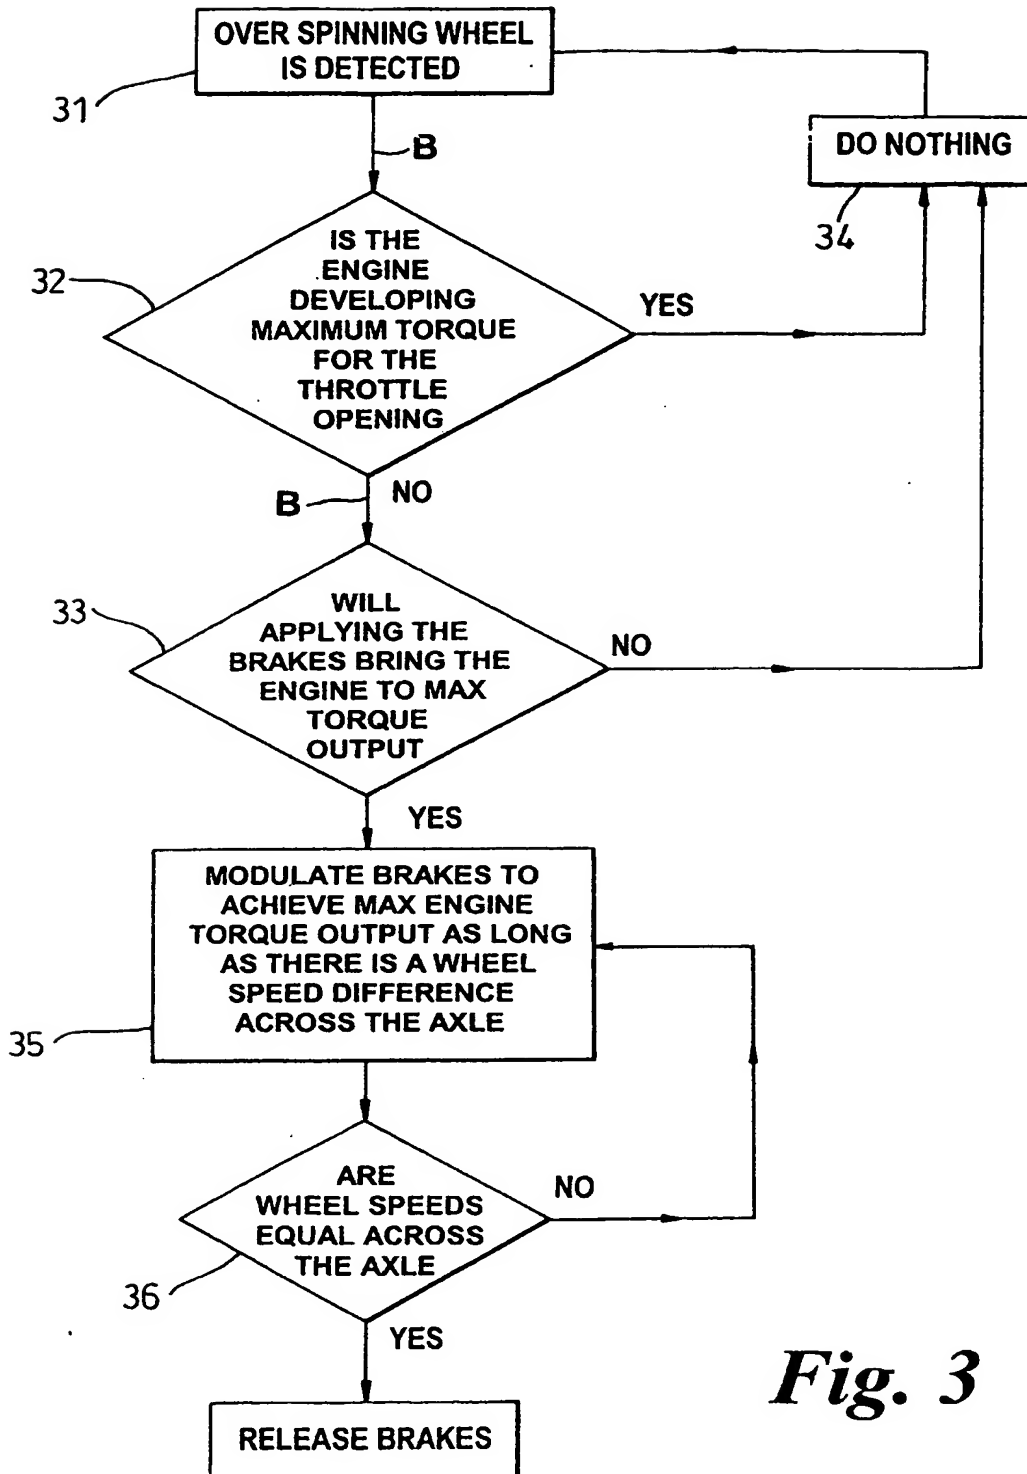 OVER SPINNING WHEEL
IS DETECTED
31
B
DO NOTHING
34
32
IS THE
ENGINE
DEVELOPING
MAXIMUM TORQUE
FOR THE
THROTTLE
OPENING
YES
B
NO
33
WILL
APPLYING THE
BRAKES BRING THE
ENGINE TO MAX
TORQUE
OUTPUT
NO
YES
MODULATE BRAKES TO
ACHIEVE MAX ENGINE
TORQUE OUTPUT AS LONG
AS THERE IS A WHEEL
SPEED DIFFERENCE
ACROSS THE AXLE
35
ARE
WHEEL SPEEDS
EQUAL ACROSS
THE AXLE
NO
36
YES
RELEASE BRAKES
Fig. 3